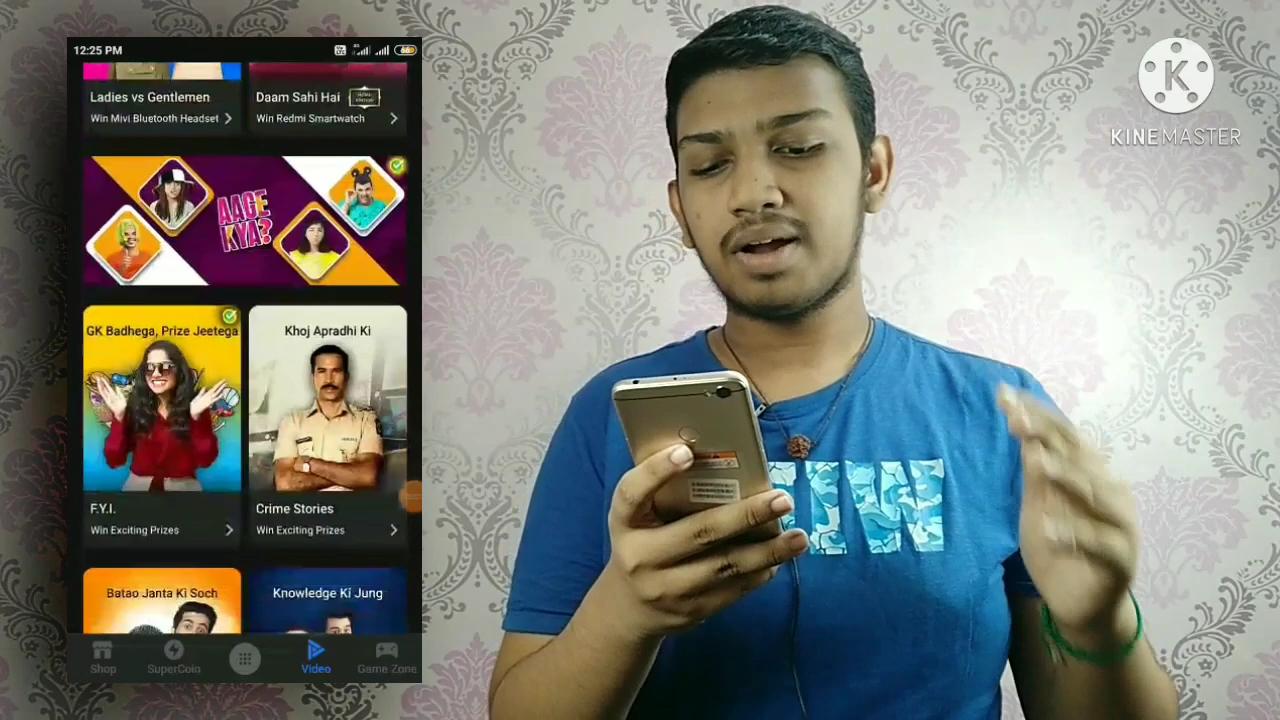 12:25 PM
66
Ladies vs Gentlemen
Win Mivi Bluetooth Headset
Daam Sahi Hai
Win Redmi Smartwatch
AAGE
KYA?
GK Badhega, Prize Jeetega
Khoj Apradhi Ki
F.Y.I.
Win Exciting Prizes
Crime Stories
Win Exciting Prizes
Batao Janta Ki Soch
Knowledge Ki Jung
Shop
SuperCoin
Video
Game Zone
K
KINEMASTER